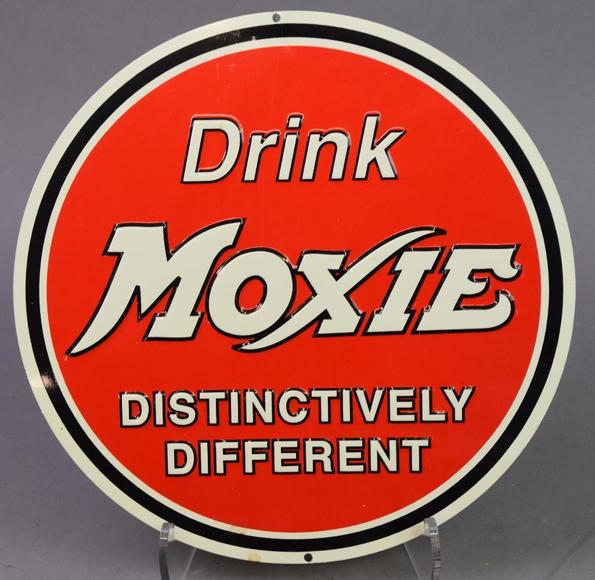 Drink
MOXIE
DISTINCTIVELY
DIFFERENT